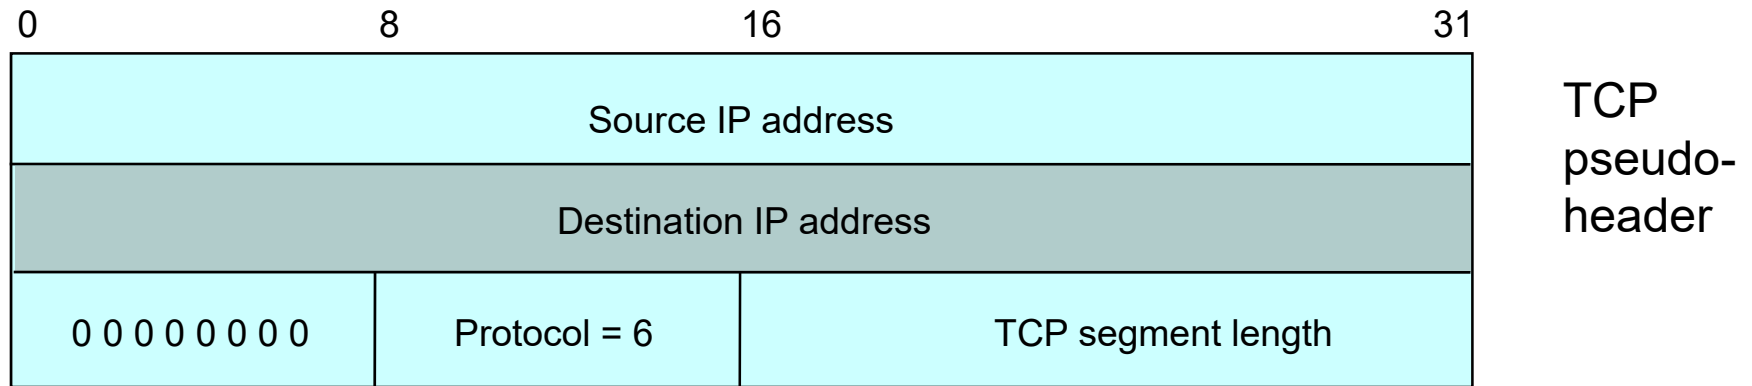 0 8 16 31
Source IP address
Destination IP address
0 0 0 0 0 0 0 0 Protocol = 6 TCP segment length
TCP
pseudo-
header